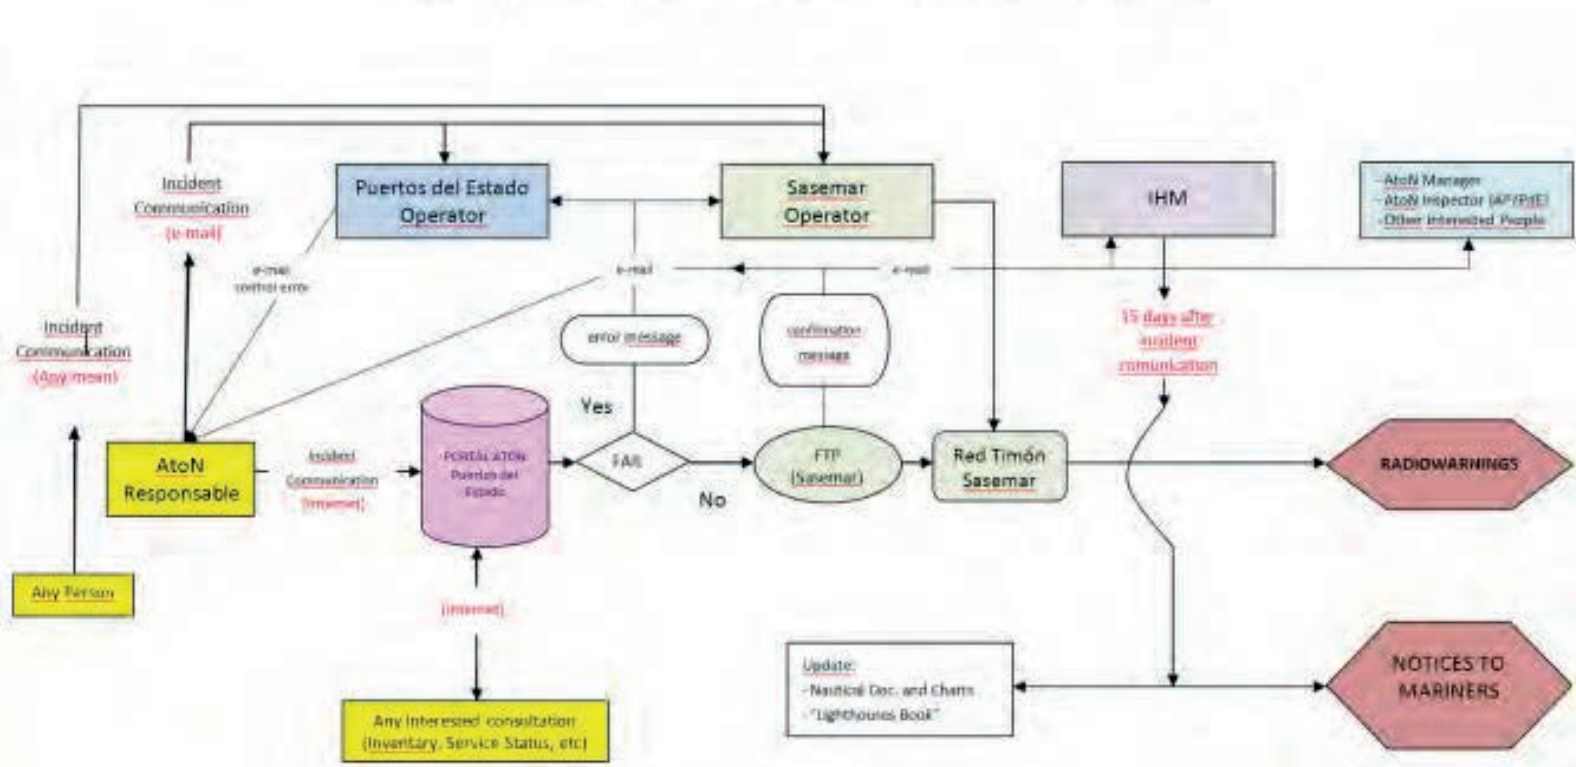 Incident
Communication
(e-mail)
Puertos del Estado
Operator
Sasemar
Operator
IHM
-AtoN Manager
-AtoN Inspector (AP/PdE)
-Other Interested People
e-mail
control error
e-mail
e-mail
Incident
Communication
(Any mean)
error message
confirmation
message
15 days after
incident
comunication
Yes
AtoN
Responsable
Incident
Communication
(Internet)
PORTAL ATON
Puertos del
Estado
FAIL
No
FTP
(Sasemar)
Red Timón
Sasemar
RADIOWARNINGS
Any Person
(internet)
Update:
-Nautical Doc. and Charts
-"Lighthouses Book"
NOTICES TO
MARINERS
Any interested consultation
(Inventary, Service Status, etc)